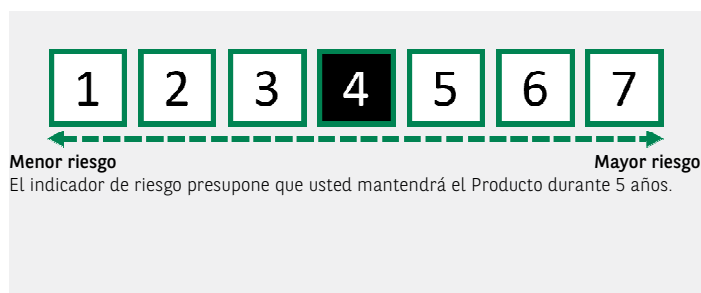 1 2 3 4 5 6 7
Menor riesgo Mayor riesgo
El indicador de riesgo presupone que usted mantendrá el Producto durante 5 años.